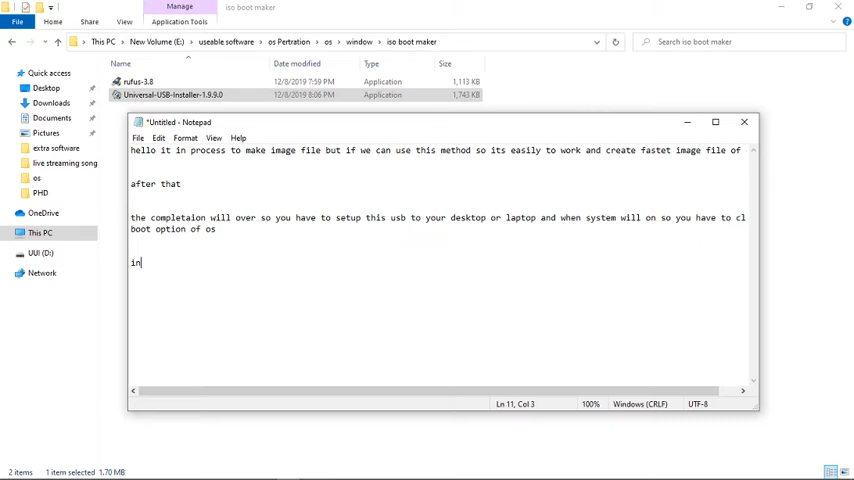 Manage
iso boot maker
File
Home
Share
View
Application Tools
This PC
New Volume (E:)
useable software
os Pertration
os
window
iso boot maker
Search iso boot maker
Name
Date modified
Type
Size
rufus-3.8
12/8/2019 7:59 PM
Application
1,113 KB
Universal-USB-Installer-1.9.9.0
12/8/2019 8:06 PM
Application
1,743 KB
Quick access
Desktop
Downloads
Documents
Pictures
extra software
live streaming song
os
PHD
OneDrive
This PC
UUI (D:)
Network
*Untitled - Notepad
File Edit Format View Help
hello it in process to make image file but if we can use this method so its easily to work and create fastet image file of
after that
the completaion will over so you have to setup this usb to your desktop or laptop and when system will on so you have to cl
boot option of os
in
Ln 11, Col 3
100%
Windows (CRLF)
UTF-8
2 items
1 item selected 1.70 MB